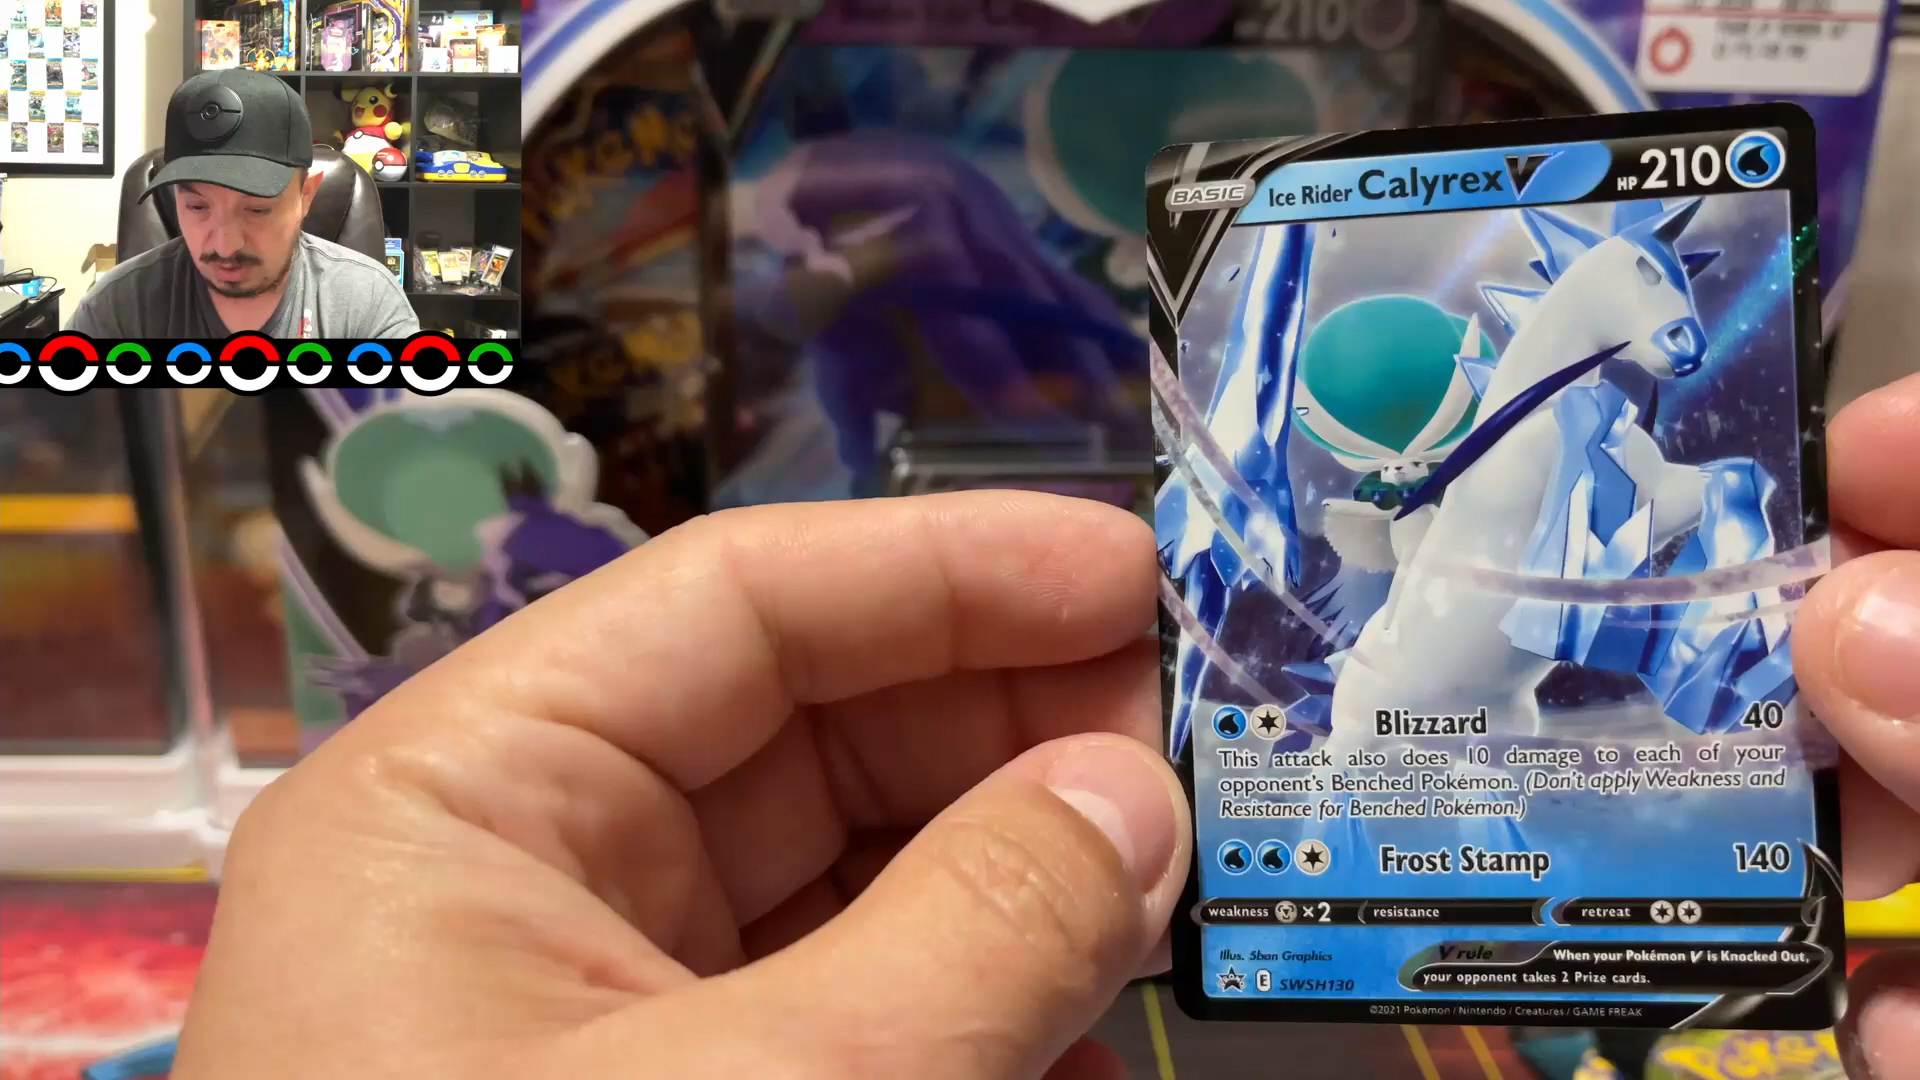 BASIC Ice Rider Calyrex V HP 210
Blizzard 40
This attack also does 10 damage to each of your
opponent's Benched Pokémon. (Don't apply Weakness and
Resistance for Benched Pokémon.)
Frost Stamp 140
weakness ×2 resistance retreat
Illus. 5ban Graphics
V rule When your Pokémon V is Knocked Out,
your opponent takes 2 Prize cards.
E SWSH130
©2021 Pokémon / Nintendo / Creatures / GAME FREAK
210